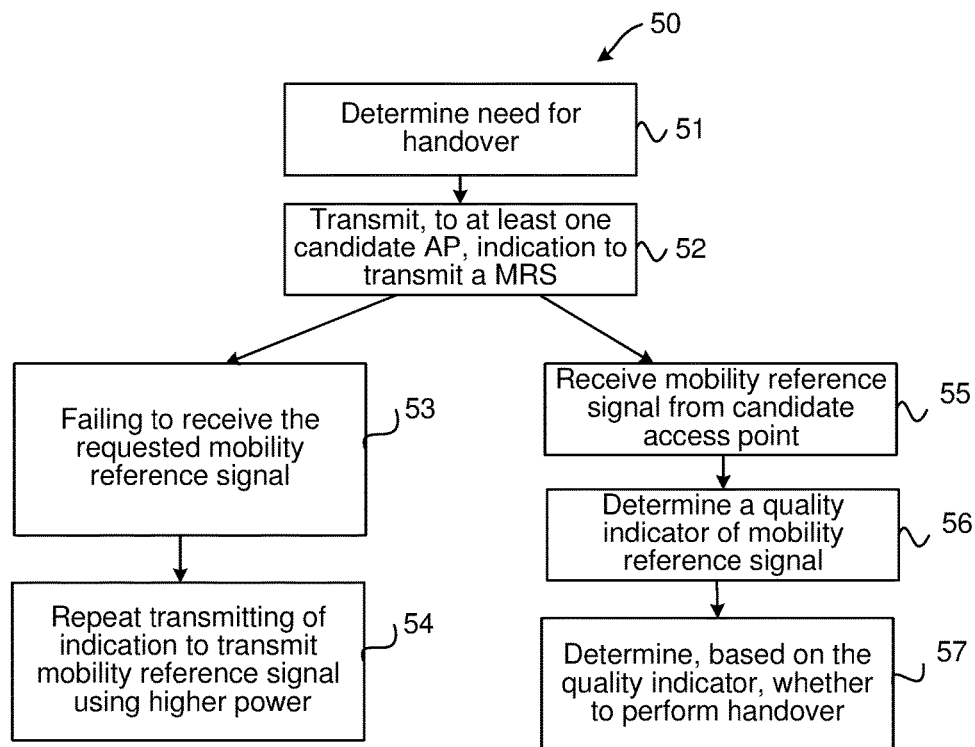 50
Determine need for
handover
51
Transmit, to at least one
candidate AP, indication to
transmit a MRS
52
Failing to receive the
requested mobility
reference signal
53
Repeat transmitting of
indication to transmit
mobility reference signal
using higher power
54
Receive mobility reference
signal from candidate
access point
55
Determine a quality
indicator of mobility
reference signal
56
Determine, based on the
quality indicator, whether
to perform handover
57